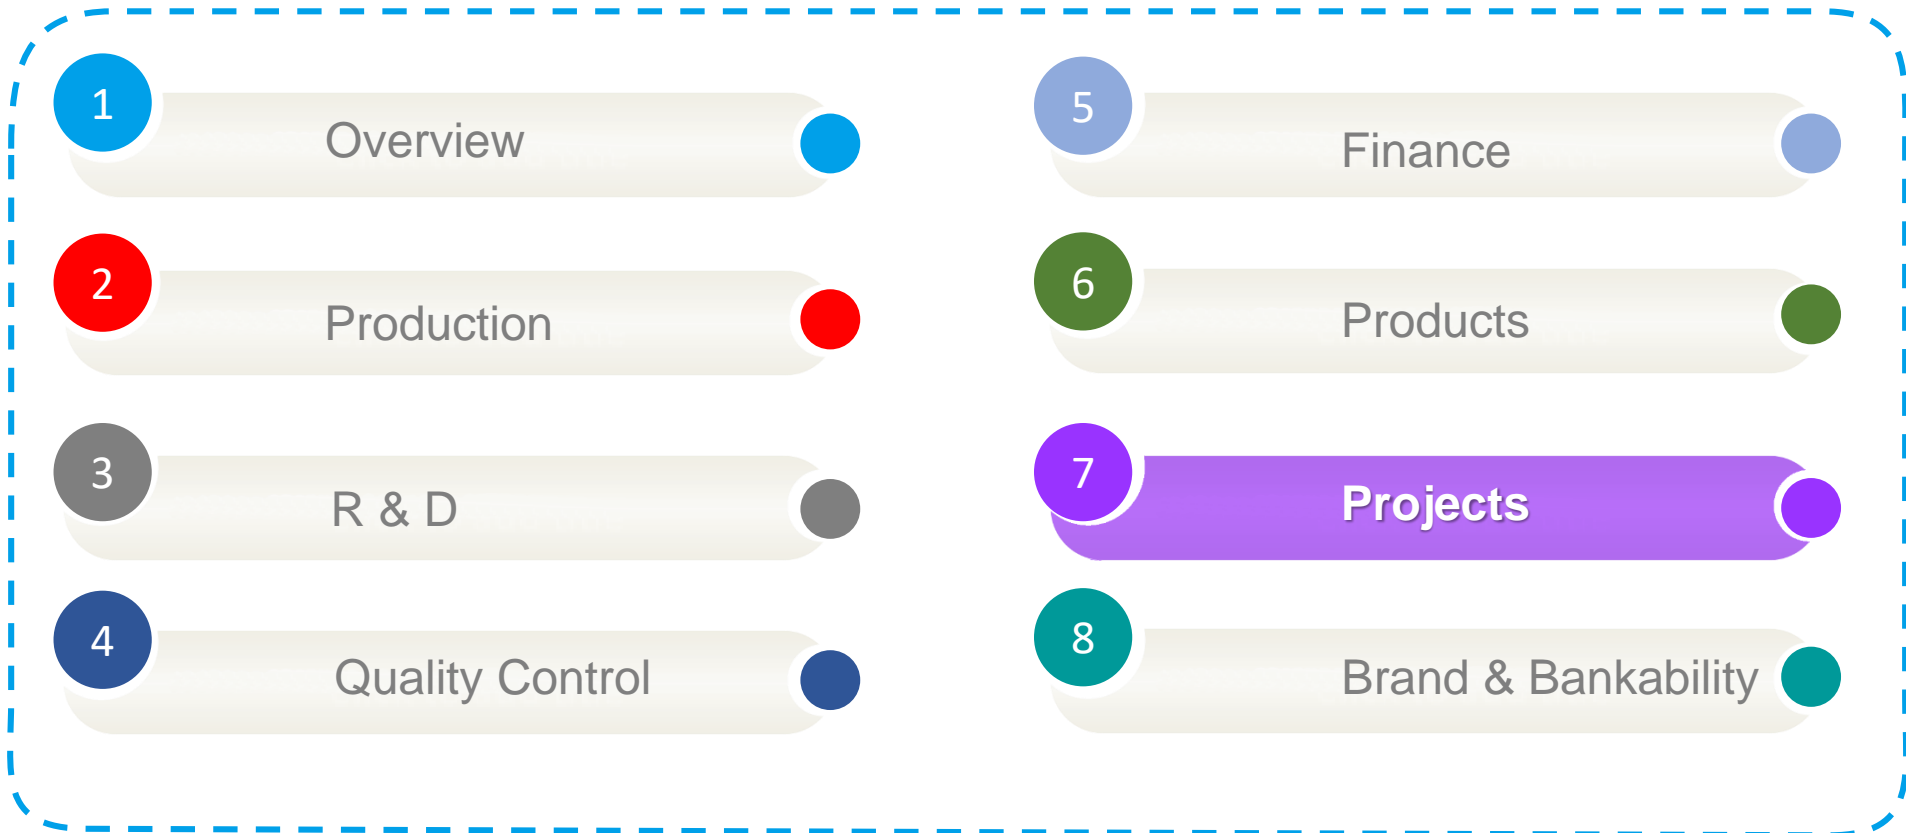 1
Overview
2
Production
3
R & D
4
Quality Control
5
Finance
6
Products
7
Projects
8
Brand & Bankability